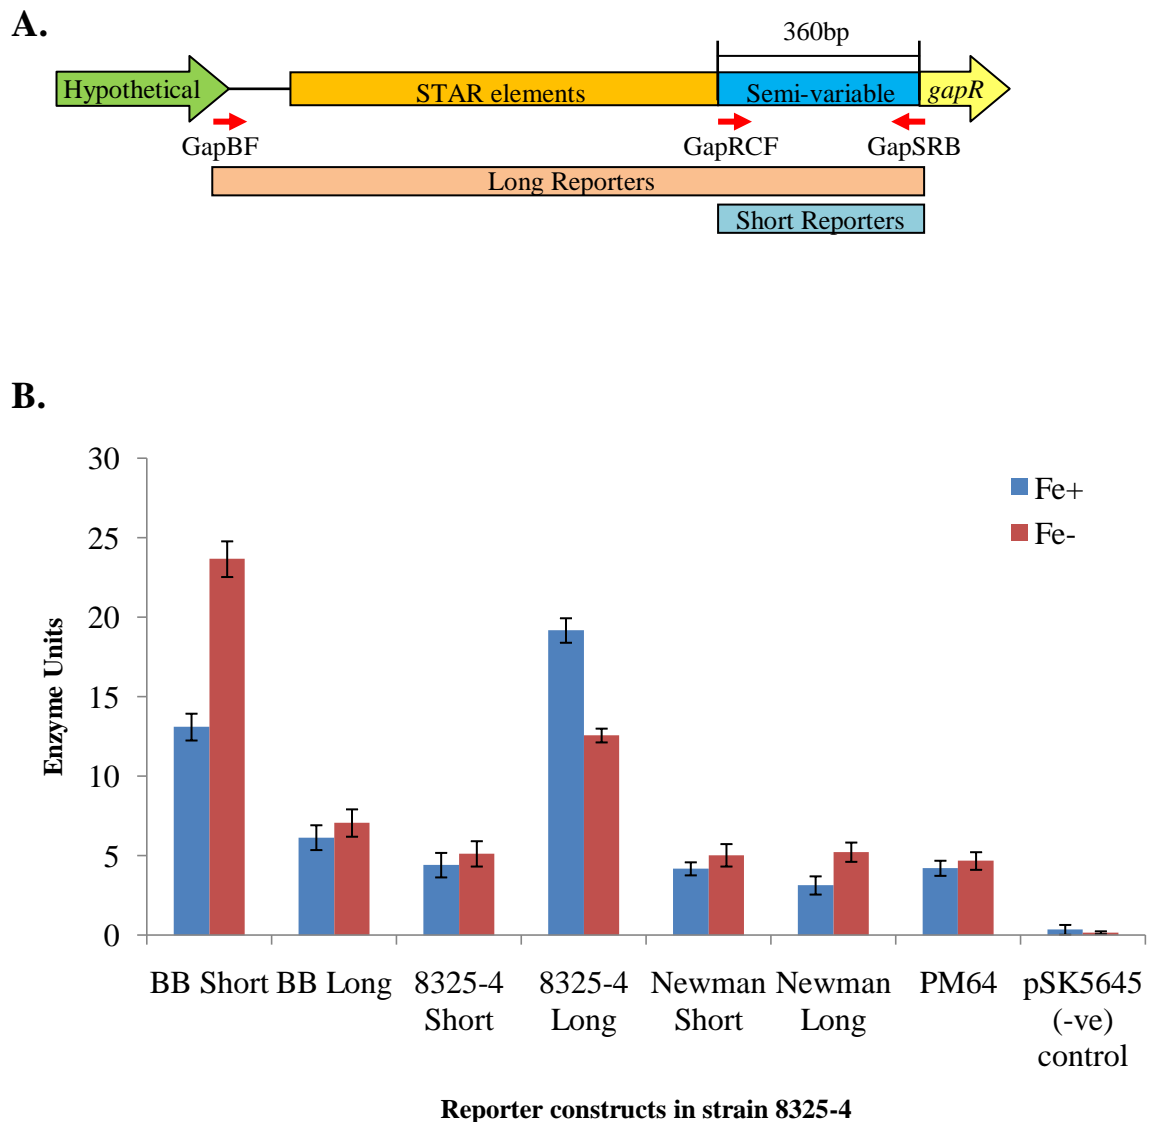 A.
360bp
Hypothetical
STAR elements
Semi-variable
gapR
GapBF
GapRCF
GapSRB
Long Reporters
Short Reporters
B.
30
25
20
15
10
5
0
Enzyme Units
Fe+
Fe-
BB Short
BB Long
8325-4
Short
8325-4
Long
Newman
Short
Newman
Long
PM64
pSK5645
(-ve)
control
Reporter constructs in strain 8325-4